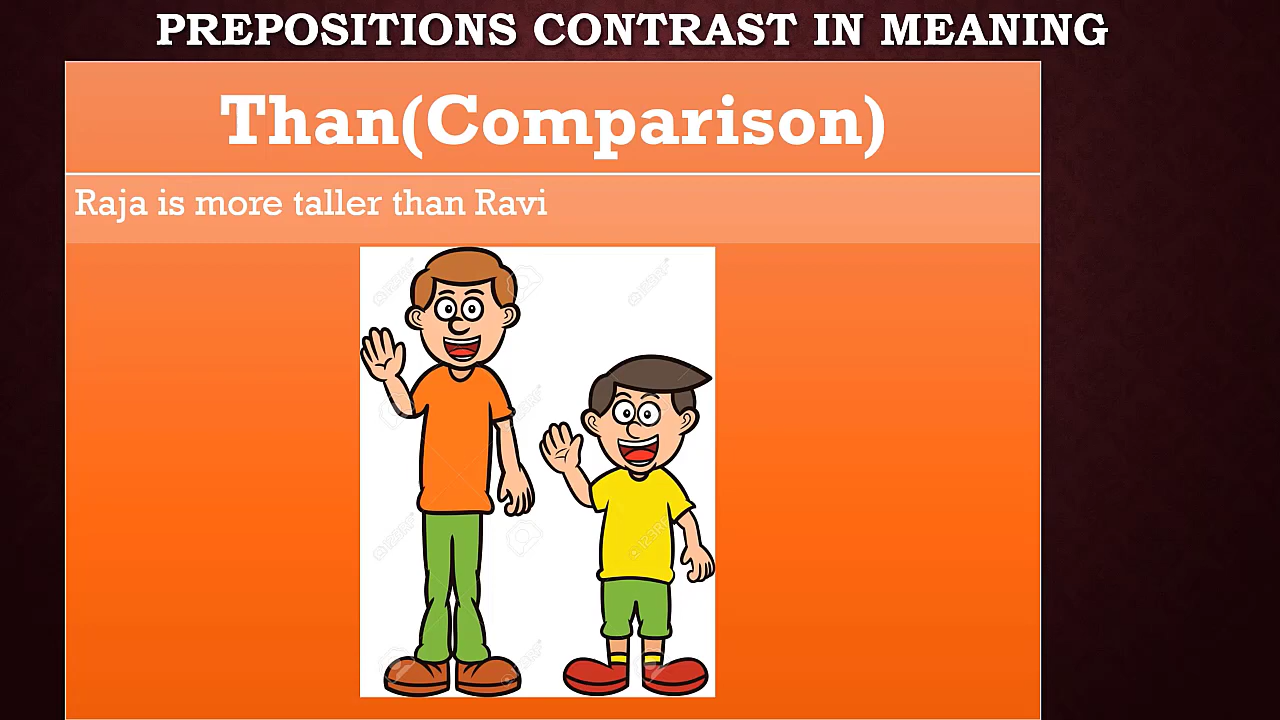 PREPOSITIONS CONTRAST IN MEANING
Than(Comparison)
Raja is more taller than Ravi